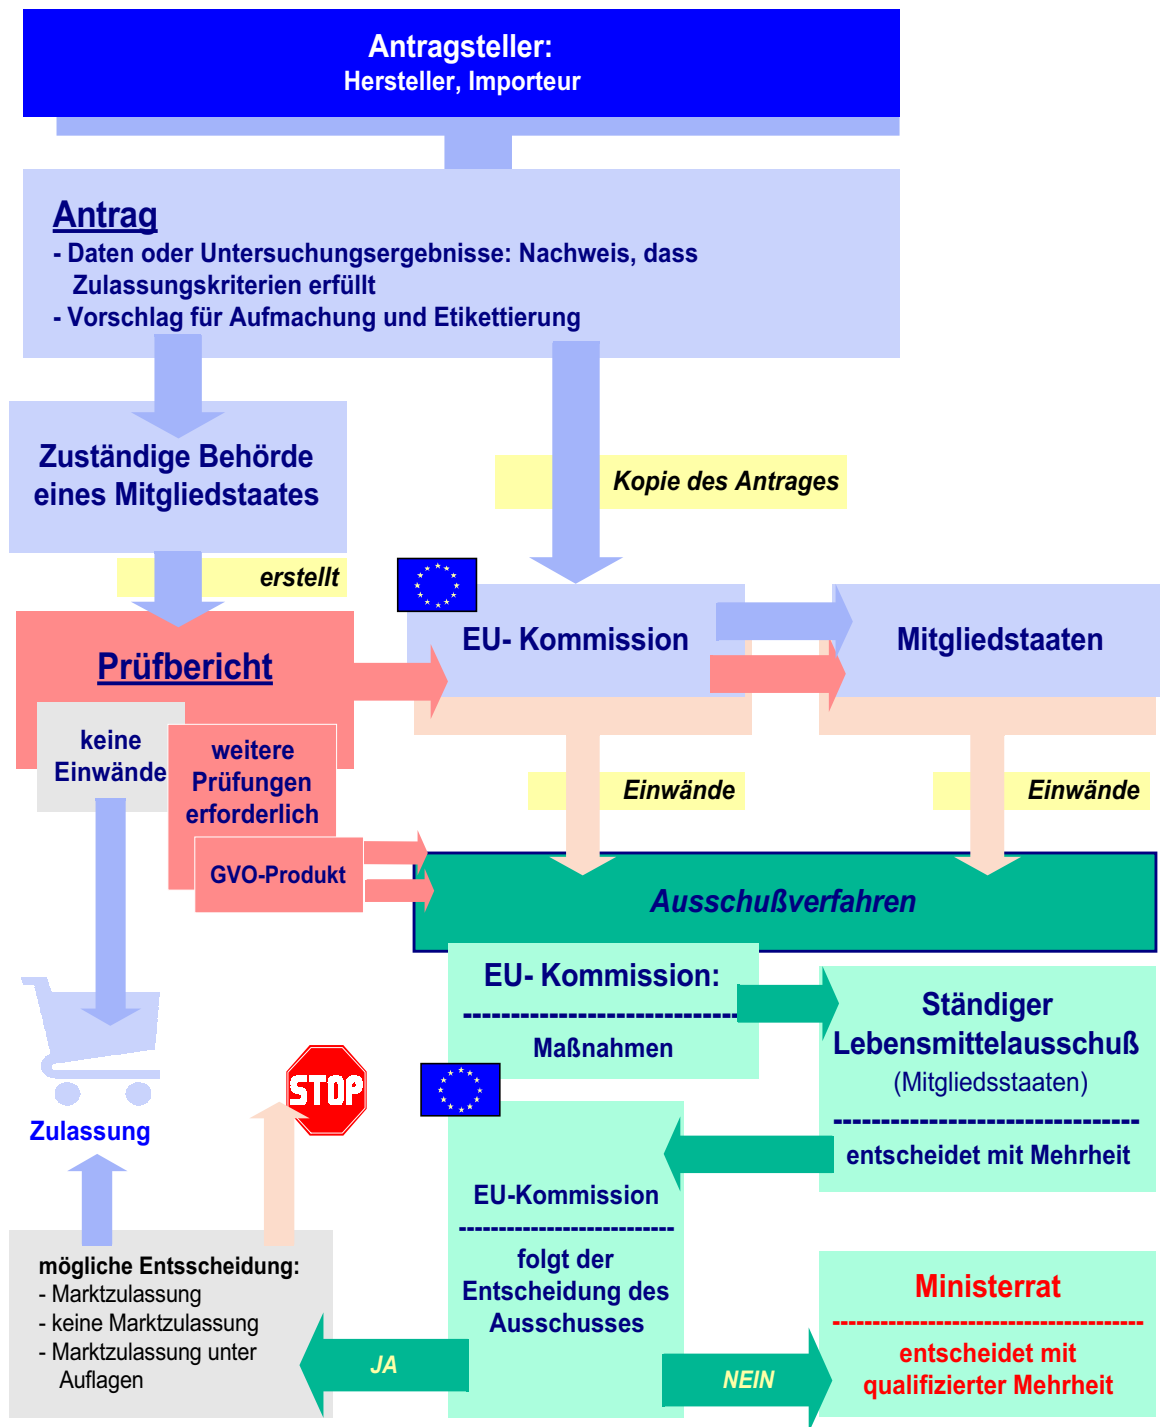 Antragsteller:
Hersteller, Importeur
Antrag
- Daten oder Untersuchungsergebnisse: Nachweis, dass
Zulassungskriterien erfüllt
- Vorschlag für Aufmachung und Etikettierung
Zuständige Behörde
eines Mitgliedstaates
Kopie des Antrages
erstellt
EU- Kommission
Mitgliedstaaten
Prüfbericht
keine
Einwände
weitere
Prüfungen
erforderlich
GVO-Produkt
Einwände
Einwände
Ausschußverfahren
EU- Kommission:
-----------------------------
Maßnahmen
Ständiger
Lebensmittelausschuß
(Mitgliedsstaaten)
--------------------------------
entscheidet mit Mehrheit
STOP
Zulassung
EU-Kommission
---------------------------
folgt der
Entscheidung des
Ausschusses
mögliche Entsscheidung:
- Marktzulassung
- keine Marktzulassung
- Marktzulassung unter
Auflagen
JA
NEIN
Ministerrat
---------------------------------------
entscheidet mit
qualifizierter Mehrheit